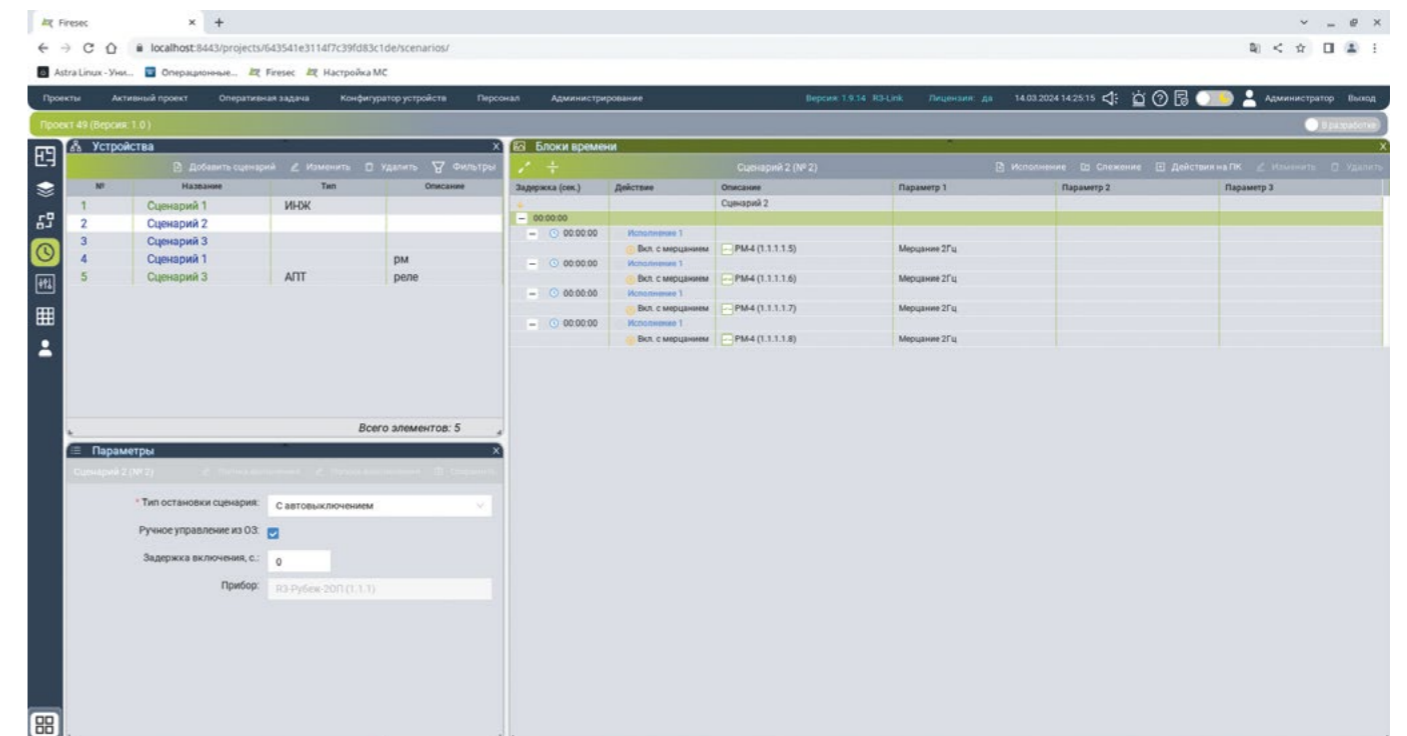 Firesec × +
localhost:8443/projects/643541e3114f7c39fd83c1de/scenarios/
Astra Linux - Уни... Операционные... Firesec Настройка МС
Проекты Активный проект Оперативная задача Конфигуратор устройств Персонал Администрирование Версия: 1.9.14 R3-Link Лицензия: да 14.03.2024 14:25:15 Администратор Выход
Проект 49 (Версия: 1.0 ) В разработке
Устройства X
Добавить сценарий Изменить Удалить Фильтры
№ Название Тип Описание
1 Сценарий 1 ИНЖ
2 Сценарий 2
3 Сценарий 3
4 Сценарий 1 рм
5 Сценарий 3 АПТ реле
Всего элементов: 5
Параметры X
Сценарий 2 (№ 2) Сохранить
* Тип остановки сценария: С автовыключением
Ручное управление из ОЗ:
Задержка включения, с.: 0
Прибор: R3-Рубеж-2ОП (1.1.1)
Блоки времени X
Сценарий 2 (№ 2) Исполнение Слежение Действия на ПК Изменить Удалить
Задержка (сек.) Действие Описание Параметр 1 Параметр 2 Параметр 3
Сценарий 2
00:00:00
00:00:00 Исполнение 1
Вкл. с мерцанием РМ-4 (1.1.1.1.5) Мерцание 2Гц
00:00:00 Исполнение 1
Вкл. с мерцанием РМ-4 (1.1.1.1.6) Мерцание 2Гц
00:00:00 Исполнение 1
Вкл. с мерцанием РМ-4 (1.1.1.1.7) Мерцание 2Гц
00:00:00 Исполнение 1
Вкл. с мерцанием РМ-4 (1.1.1.1.8) Мерцание 2Гц